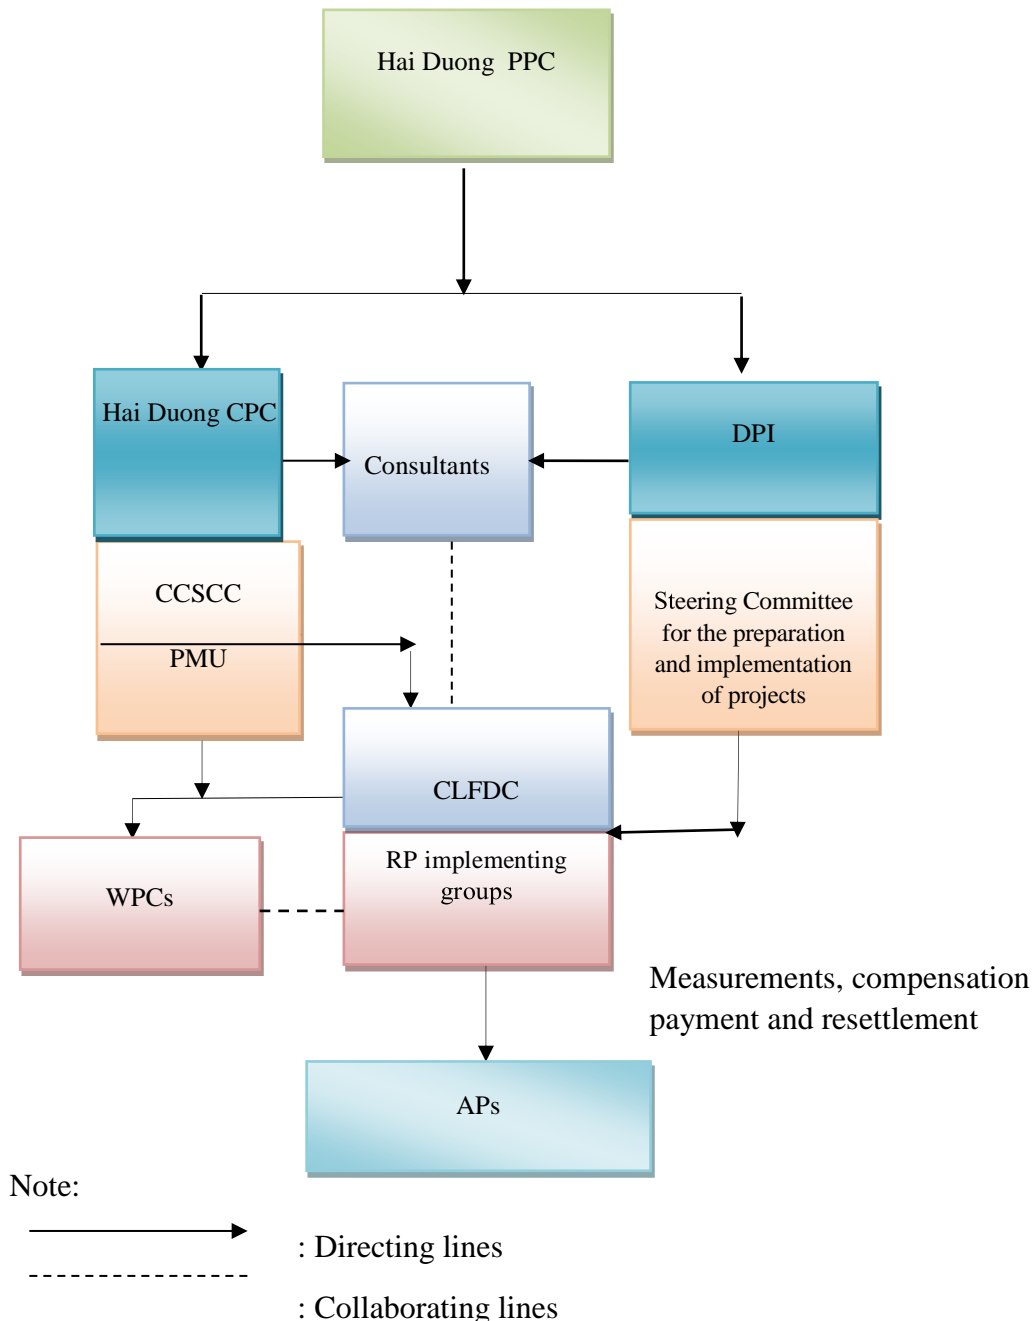 Hai Duong PPC
Hai Duong CPC
Consultants
DPI
CCSCC
PMU
Steering Committee
for the preparation
and implementation
of projects
CLFDC
RP implementing
groups
WPCs
Measurements, compensation
payment and resettlement
APs
Note:
: Directing lines
: Collaborating lines